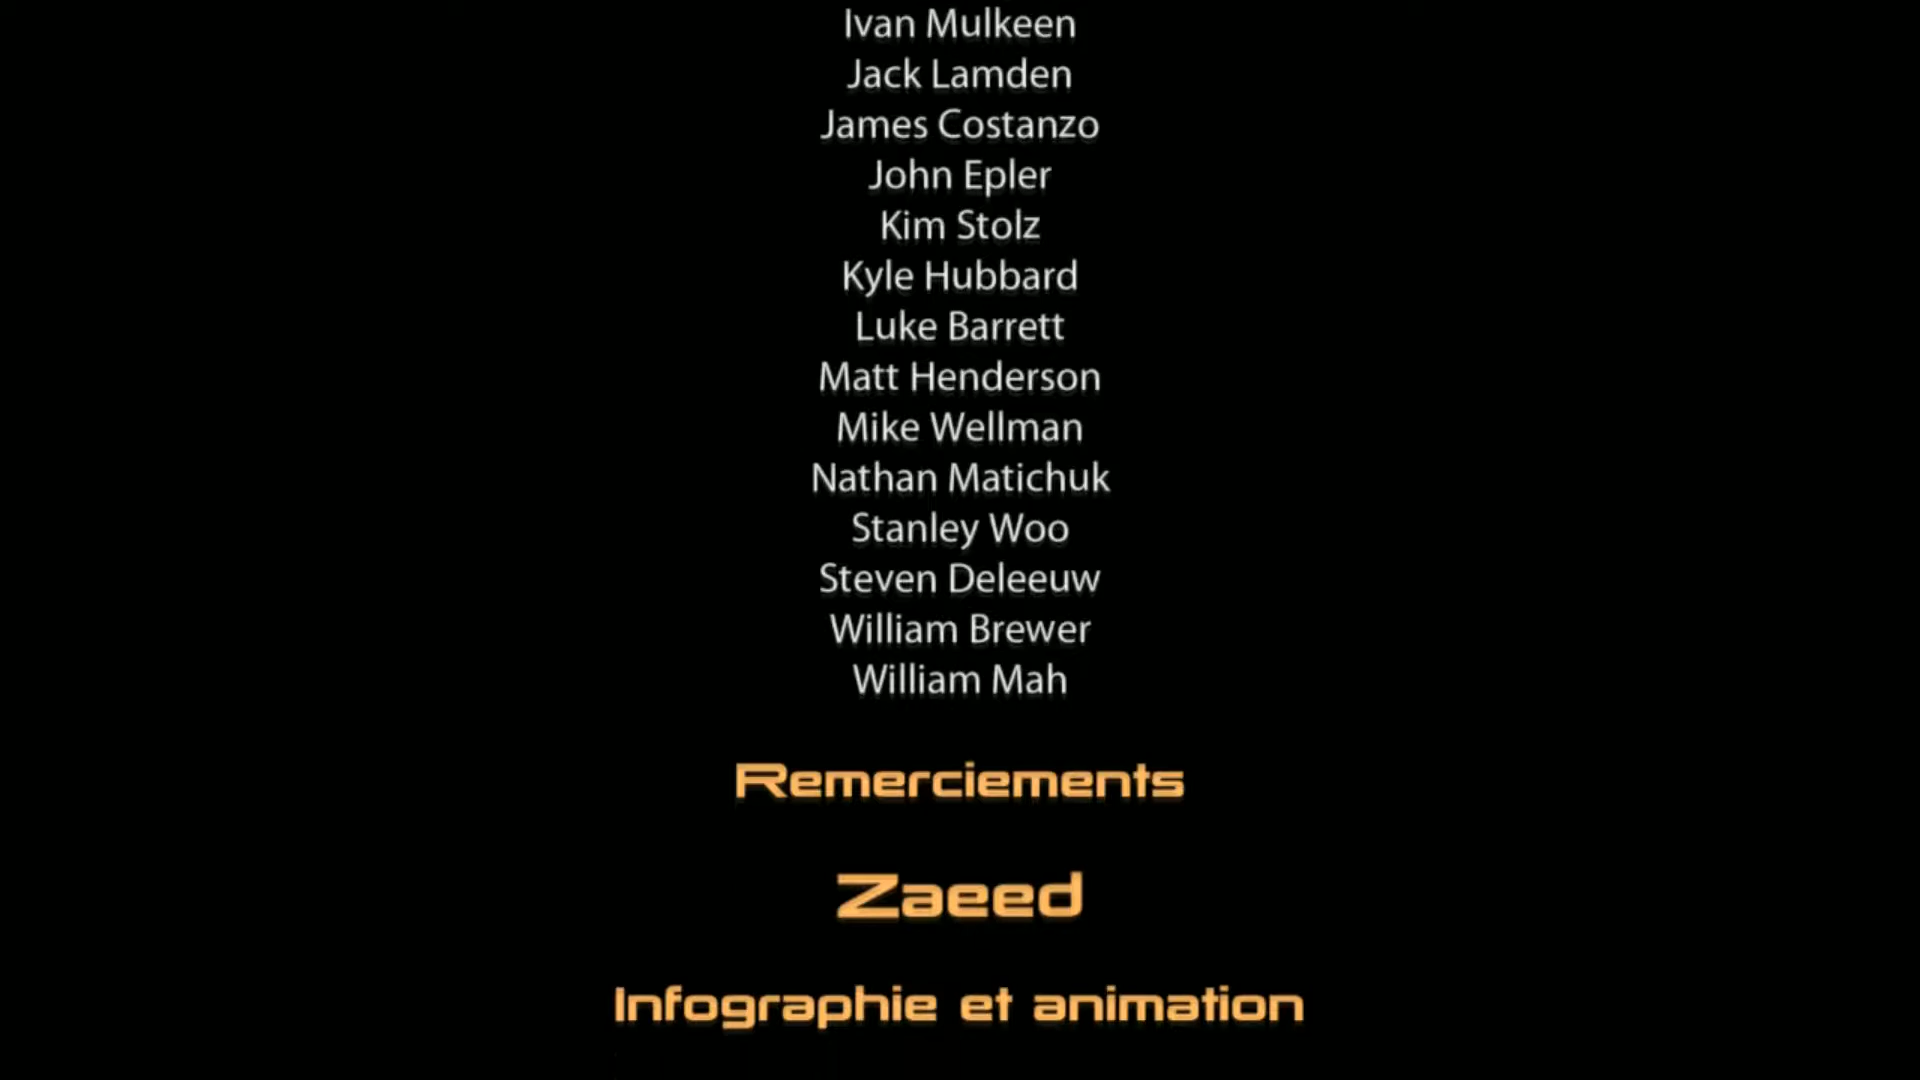 Ivan Mulkeen
Jack Lamden
James Costanzo
John Epler
Kim Stolz
Kyle Hubbard
Luke Barrett
Matt Henderson
Mike Wellman
Nathan Matichuk
Stanley Woo
Steven Deleeuw
William Brewer
William Mah
Remerciements
Zaeed
Infographie et animation